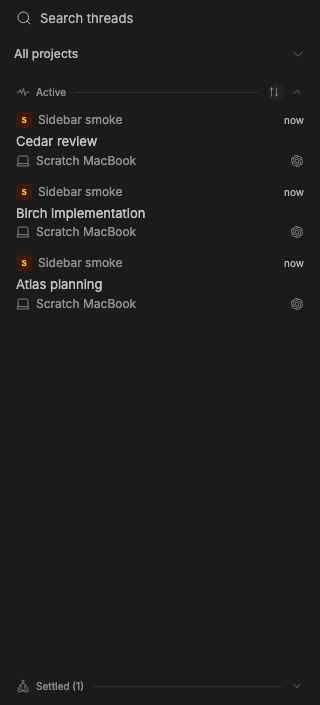 Search threads
All projects
Active
S Sidebar smoke now
Cedar review
Scratch MacBook
S Sidebar smoke now
Birch implementation
Scratch MacBook
S Sidebar smoke now
Atlas planning
Scratch MacBook
Settled (1)